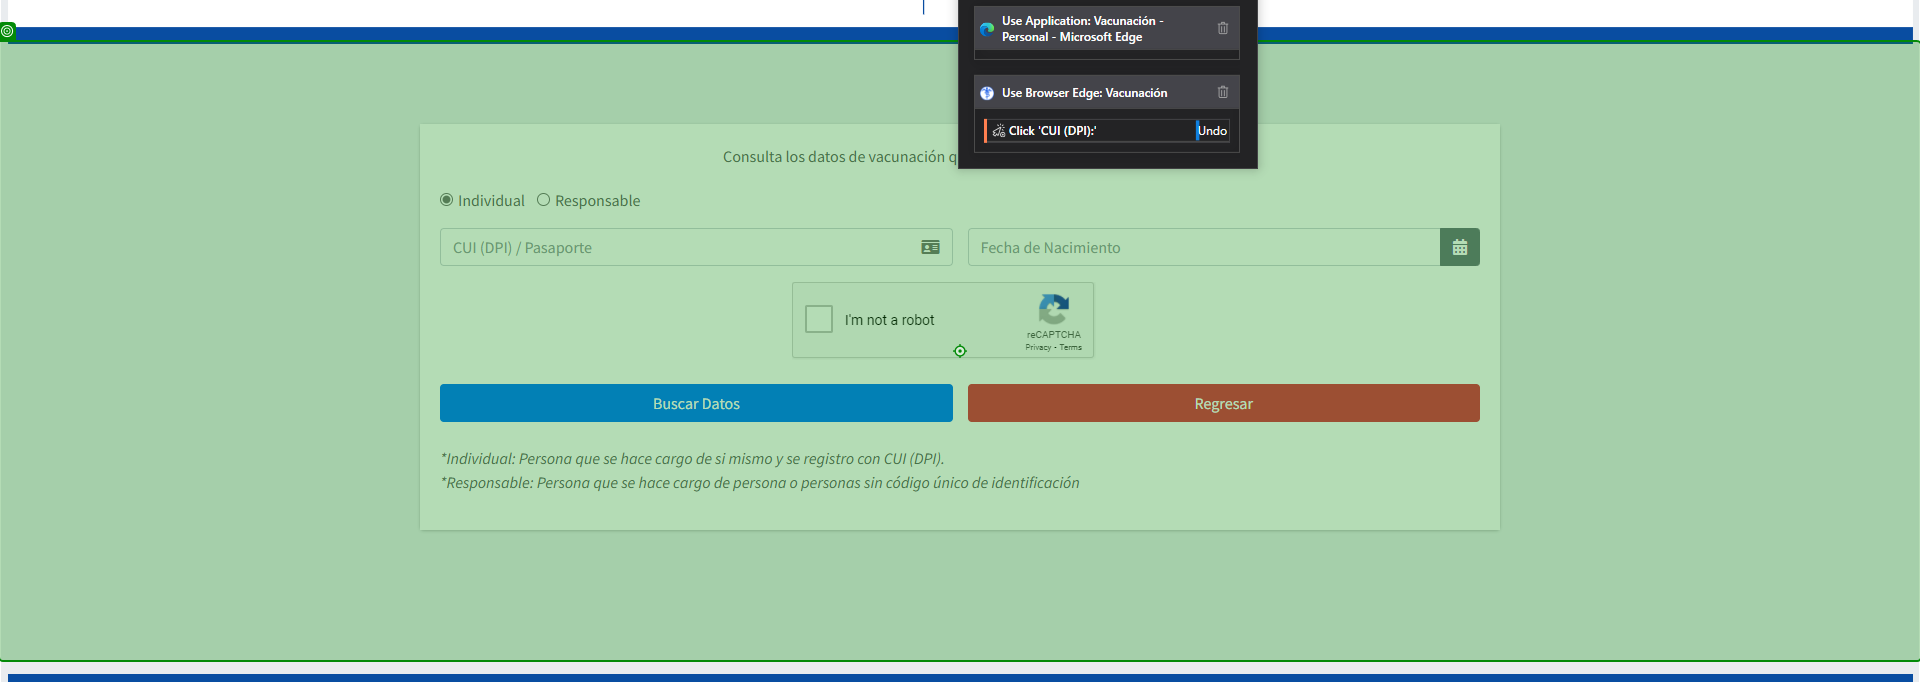 Use Application: Vacunación -
Personal - Microsoft Edge
Use Browser Edge: Vacunación
Click 'CUI (DPI):'
Undo
Consulta los datos de vacunación
Individual
Responsable
CUI (DPI) / Pasaporte
Fecha de Nacimiento
I'm not a robot
reCAPTCHA
Privacy - Terms
Buscar Datos
Regresar
*Individual: Persona que se hace cargo de si mismo y se registro con CUI (DPI).
*Responsable: Persona que se hace cargo de persona o personas sin código único de identificación